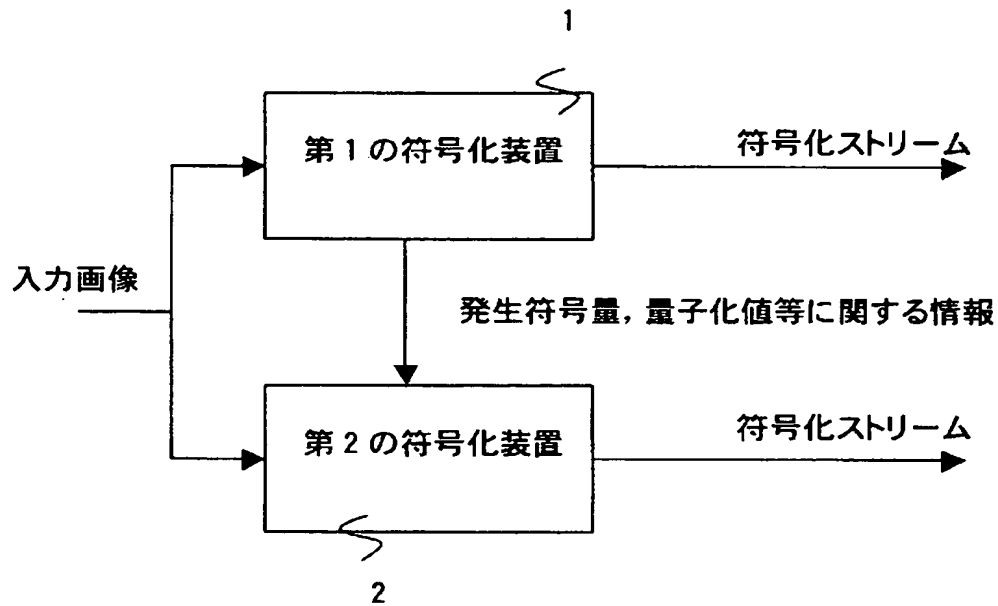 1
第1の符号化装置
符号化ストリーム
入力画像
発生符号量,量子化値等に関する情報
第2の符号化装置
符号化ストリーム
2